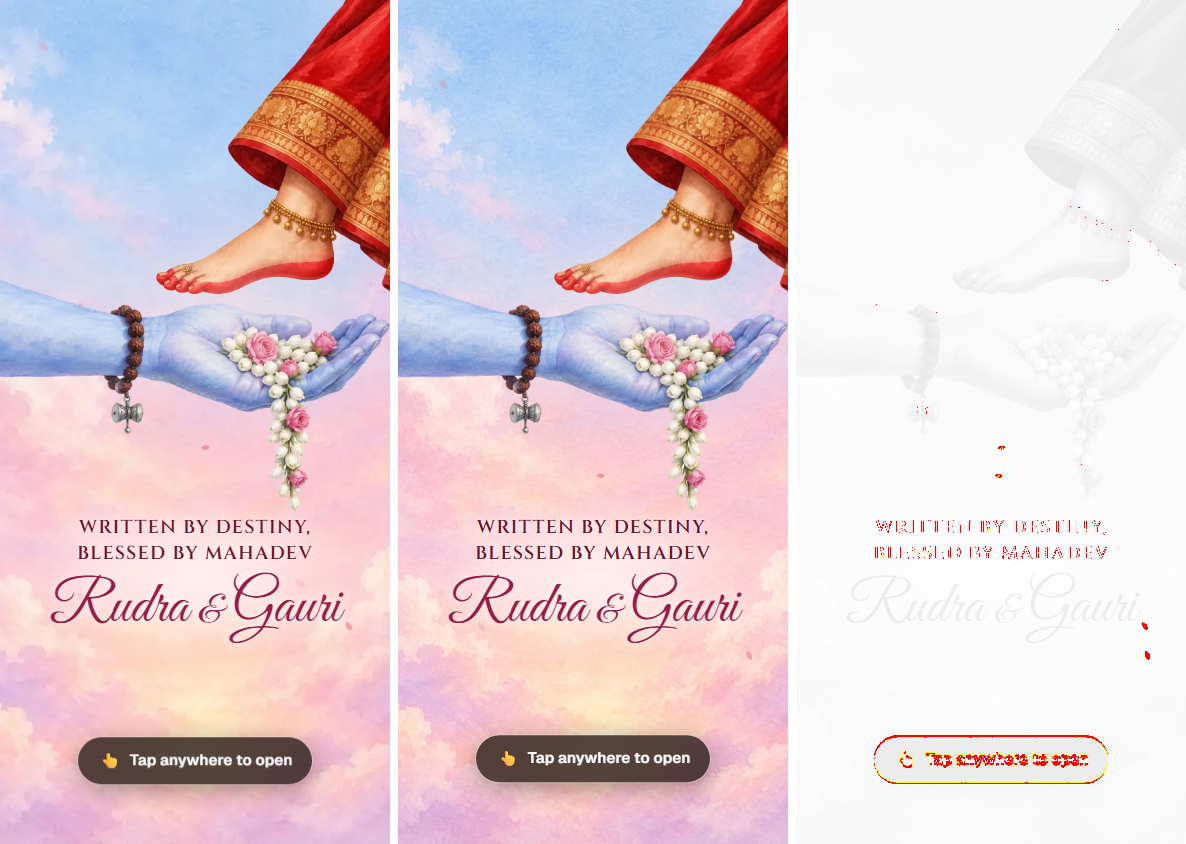 WRITTEN BY DESTINY,
BLESSED BY MAHADEV
Rudra & Gauri
👆 Tap anywhere to open
WRITTEN BY DESTINY,
BLESSED BY MAHADEV
Rudra & Gauri
👆 Tap anywhere to open
WRITTEN BY DESTINY,
BLESSED BY MAHADEV
Rudra & Gauri
Tap anywhere to open